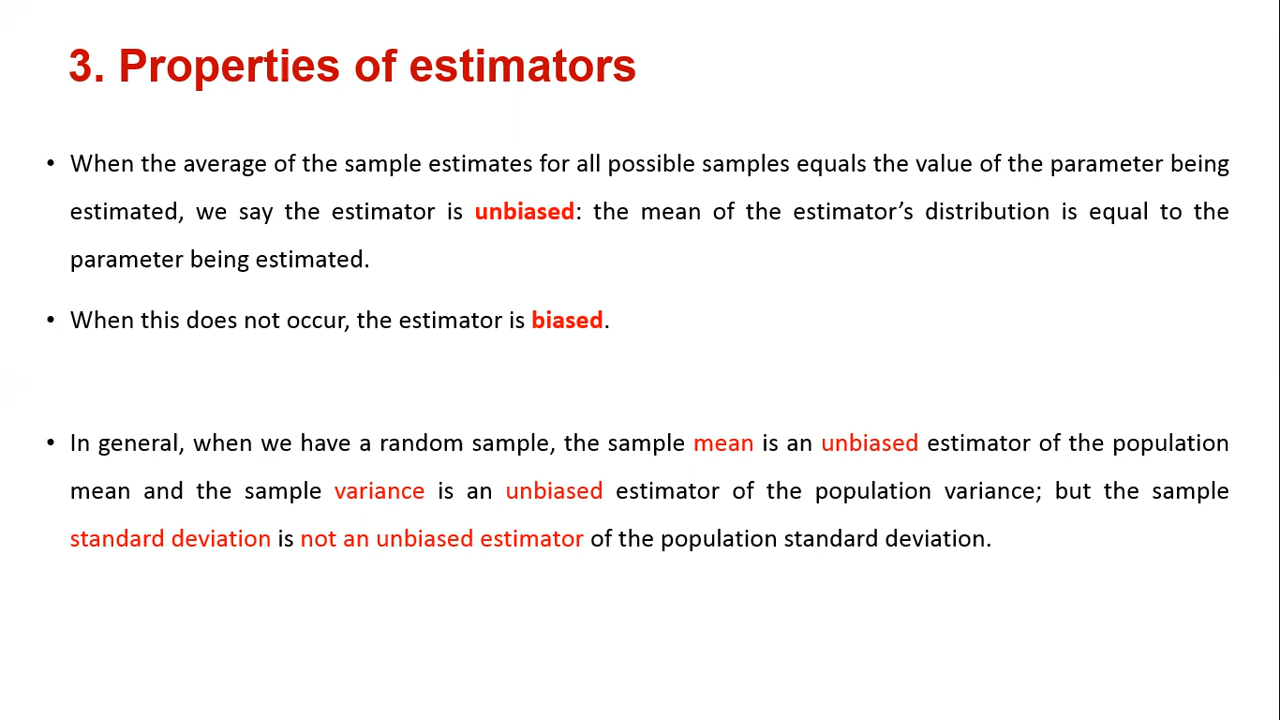 3. Properties of estimators
• When the average of the sample estimates for all possible samples equals the value of the parameter being
estimated, we say the estimator is unbiased: the mean of the estimator’s distribution is equal to the
parameter being estimated.
• When this does not occur, the estimator is biased.
• In general, when we have a random sample, the sample mean is an unbiased estimator of the population
mean and the sample variance is an unbiased estimator of the population variance; but the sample
standard deviation is not an unbiased estimator of the population standard deviation.